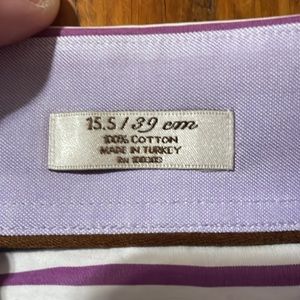 15.5 / 39 cm
100% COTTON
MADE IN TURKEY